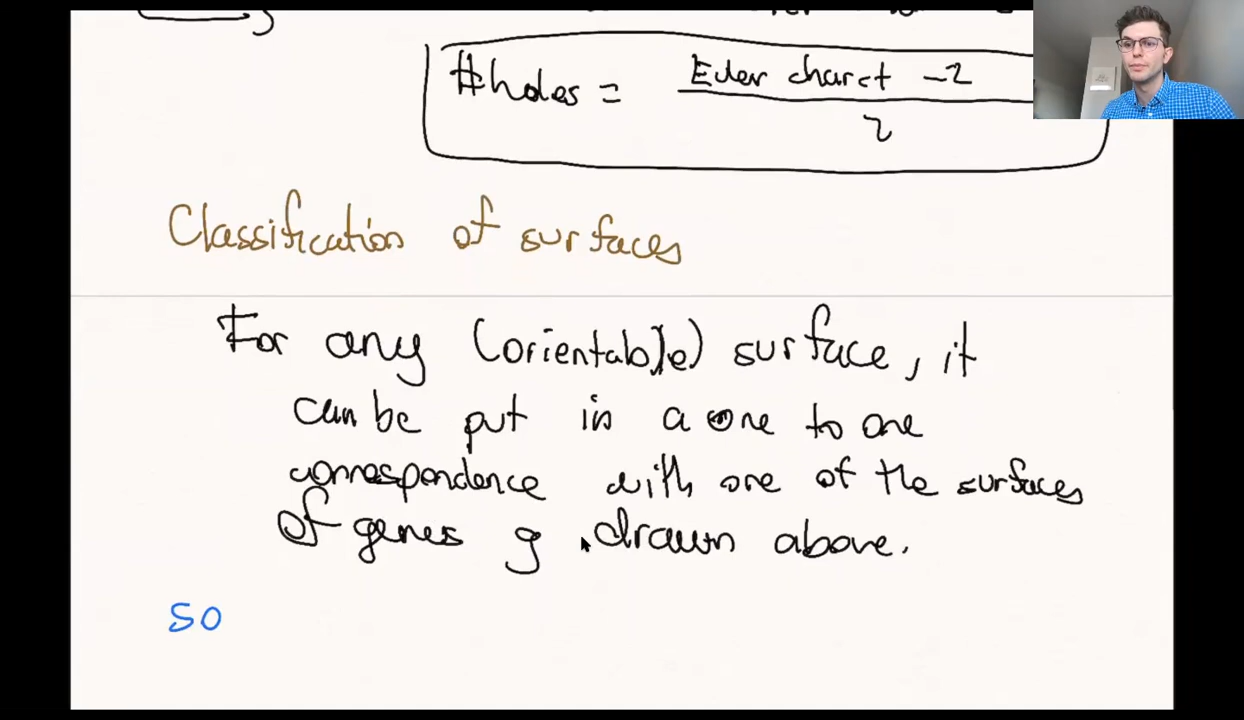 #holes = Euler charct -2
2
Classification of surfaces
For any (orientable) surface, it
can be put in a one to one
correspondence with one of the surfaces
of genes g drawn above.
so